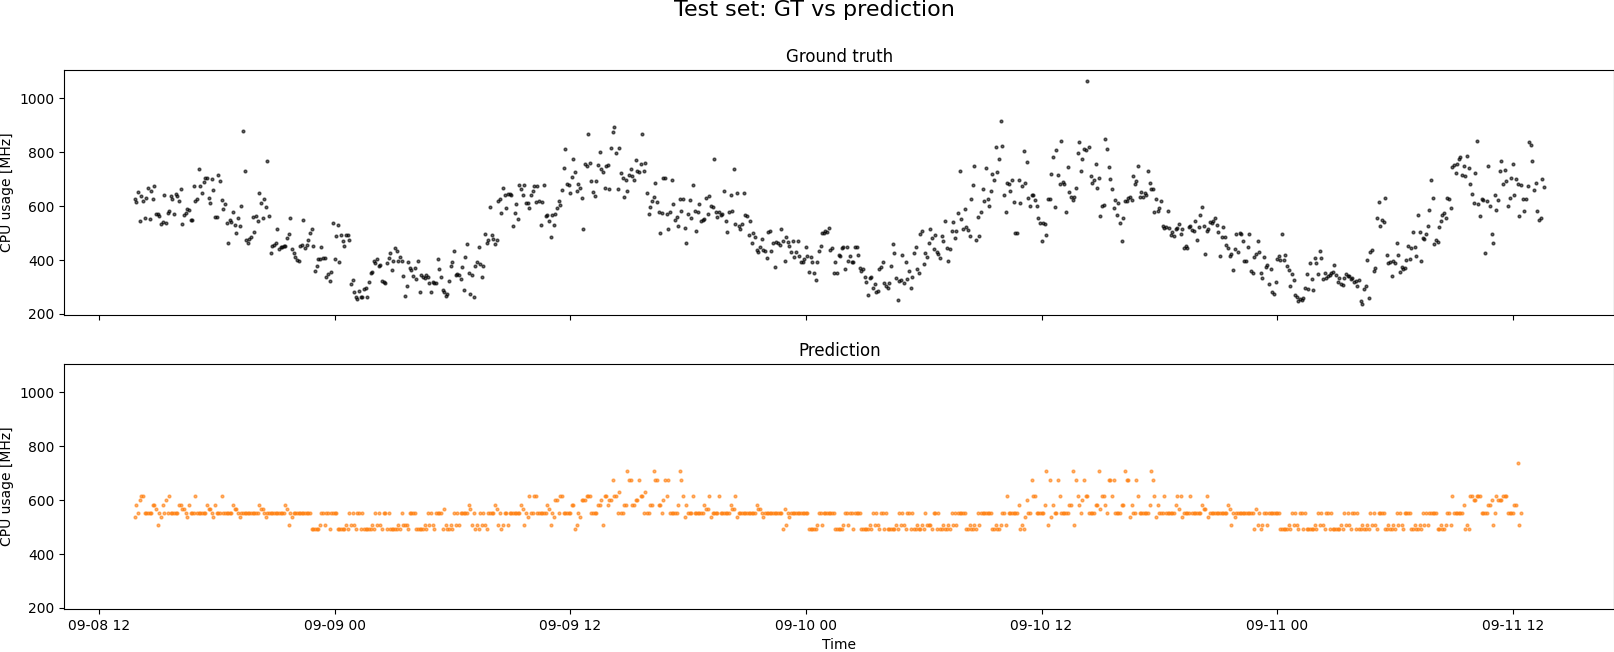 Test set: GT vs prediction
Ground truth
CPU usage [MHz]
1000
800
600
400
200
Prediction
CPU usage [MHz]
1000
800
600
400
200
09-08 12 09-09 00 09-09 12 09-10 00 09-10 12 09-11 00 09-11 12
Time